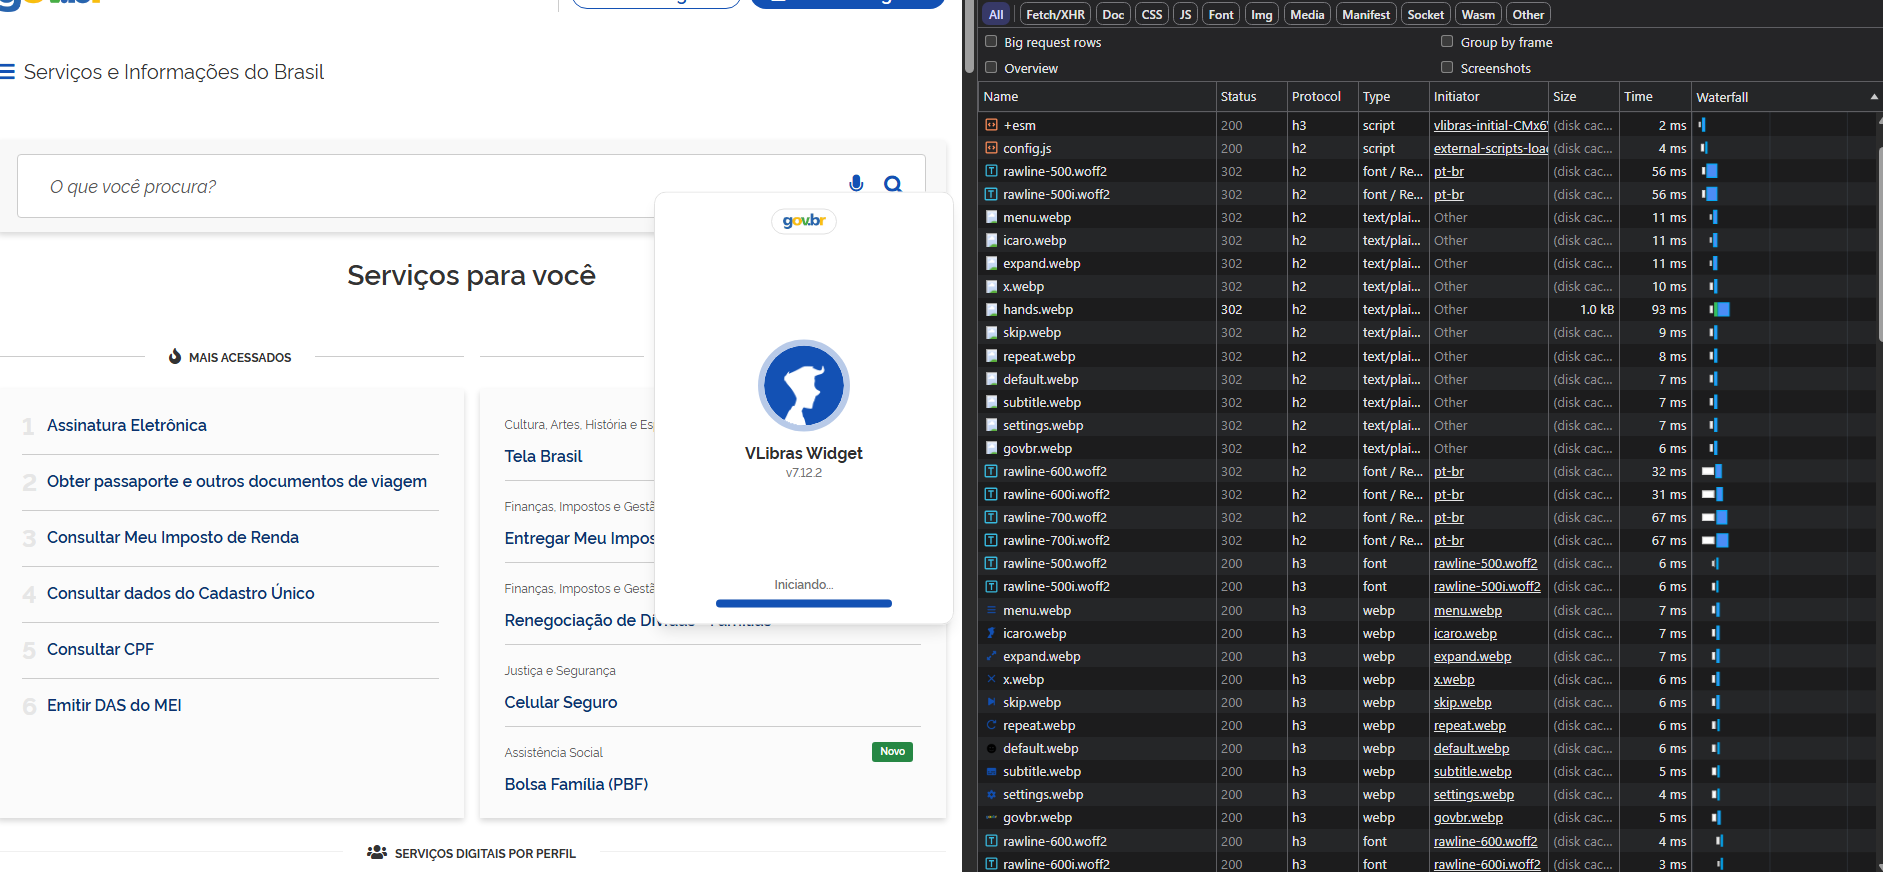 gov.br
Serviços e Informações do Brasil
O que você procura?
Serviços para você
MAIS ACESSADOS
1 Assinatura Eletrônica
2 Obter passaporte e outros documentos de viagem
3 Consultar Meu Imposto de Renda
4 Consultar dados do Cadastro Único
5 Consultar CPF
6 Emitir DAS do MEI
Cultura, Artes, História e Es
Tela Brasil
Finanças, Impostos e Gestã
Entregar Meu Impos
Finanças, Impostos e Gestã
Renegociação de Dívidas - Famílias
Justiça e Segurança
Celular Seguro
Assistência Social
Novo
Bolsa Família (PBF)
SERVIÇOS DIGITAIS POR PERFIL
gov.br
VLibras Widget
v7.12.2
Iniciando...
All Fetch/XHR Doc CSS JS Font Img Media Manifest Socket Wasm Other
Big request rows Group by frame
Overview Screenshots
Name Status Protocol Type Initiator Size Time Waterfall
+esm 200 h3 script vlibras-initial-CMx6 (disk cac... 2 ms
config.js 200 h2 script external-scripts-loa (disk cac... 4 ms
rawline-500.woff2 302 h2 font / Re... pt-br (disk cac... 56 ms
rawline-500i.woff2 302 h2 font / Re... pt-br (disk cac... 56 ms
menu.webp 302 h2 text/plai... Other (disk cac... 11 ms
icaro.webp 302 h2 text/plai... Other (disk cac... 11 ms
expand.webp 302 h2 text/plai... Other (disk cac... 11 ms
x.webp 302 h2 text/plai... Other (disk cac... 10 ms
hands.webp 302 h2 text/plai... Other 1.0 kB 93 ms
skip.webp 302 h2 text/plai... Other (disk cac... 9 ms
repeat.webp 302 h2 text/plai... Other (disk cac... 8 ms
default.webp 302 h2 text/plai... Other (disk cac... 7 ms
subtitle.webp 302 h2 text/plai... Other (disk cac... 7 ms
settings.webp 302 h2 text/plai... Other (disk cac... 7 ms
govbr.webp 302 h2 text/plai... Other (disk cac... 6 ms
rawline-600.woff2 302 h2 font / Re... pt-br (disk cac... 32 ms
rawline-600i.woff2 302 h2 font / Re... pt-br (disk cac... 31 ms
rawline-700.woff2 302 h2 font / Re... pt-br (disk cac... 67 ms
rawline-700i.woff2 302 h2 font / Re... pt-br (disk cac... 67 ms
rawline-500.woff2 200 h3 font rawline-500.woff2 (disk cac... 6 ms
rawline-500i.woff2 200 h3 font rawline-500i.woff2 (disk cac... 6 ms
menu.webp 200 h3 webp menu.webp (disk cac... 7 ms
icaro.webp 200 h3 webp icaro.webp (disk cac... 7 ms
expand.webp 200 h3 webp expand.webp (disk cac... 7 ms
x.webp 200 h3 webp x.webp (disk cac... 6 ms
skip.webp 200 h3 webp skip.webp (disk cac... 6 ms
repeat.webp 200 h3 webp repeat.webp (disk cac... 6 ms
default.webp 200 h3 webp default.webp (disk cac... 6 ms
subtitle.webp 200 h3 webp subtitle.webp (disk cac... 5 ms
settings.webp 200 h3 webp settings.webp (disk cac... 4 ms
govbr.webp 200 h3 webp govbr.webp (disk cac... 5 ms
rawline-600.woff2 200 h3 font rawline-600.woff2 (disk cac... 4 ms
rawline-600i.woff2 200 h3 font rawline-600i.woff2 (disk cac... 3 ms